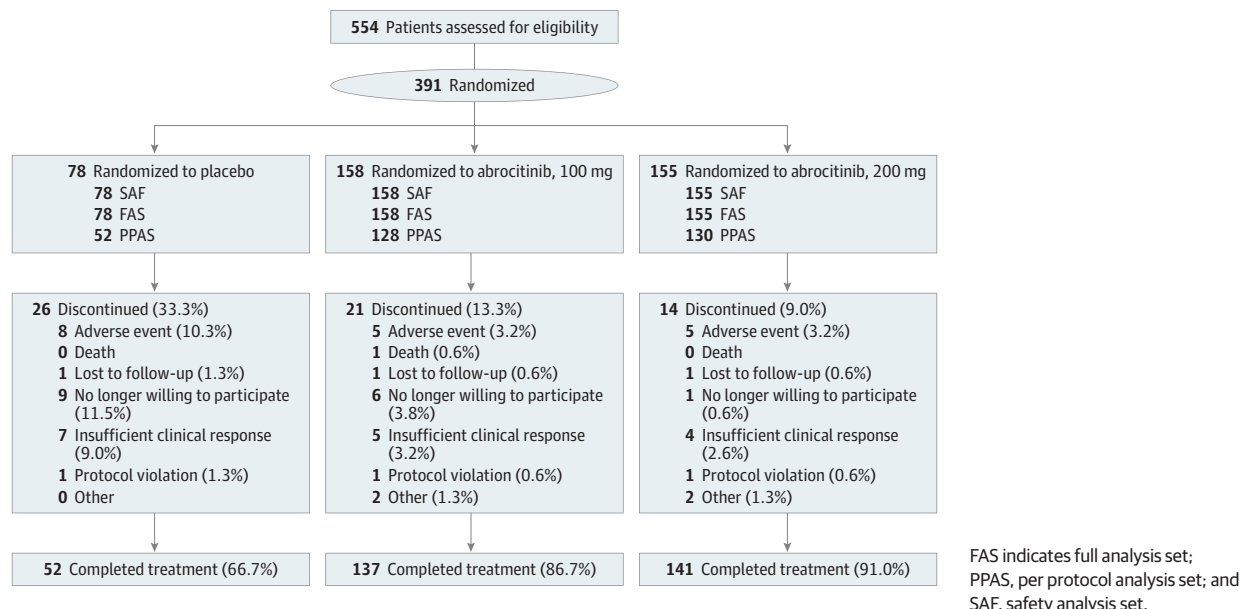 554 Patients assessed for eligibility
391 Randomized
78 Randomized to placebo
78 SAF
78 FAS
52 PPAS
158 Randomized to abrocitinib, 100 mg
158 SAF
158 FAS
128 PPAS
155 Randomized to abrocitinib, 200 mg
155 SAF
155 FAS
130 PPAS
26 Discontinued (33.3%)
8 Adverse event (10.3%)
0 Death
1 Lost to follow-up (1.3%)
9 No longer willing to participate
(11.5%)
7 Insufficient clinical response
(9.0%)
1 Protocol violation (1.3%)
0 Other
21 Discontinued (13.3%)
5 Adverse event (3.2%)
1 Death (0.6%)
1 Lost to follow-up (0.6%)
6 No longer willing to participate
(3.8%)
5 Insufficient clinical response
(3.2%)
1 Protocol violation (0.6%)
2 Other (1.3%)
14 Discontinued (9.0%)
5 Adverse event (3.2%)
0 Death
1 Lost to follow-up (0.6%)
1 No longer willing to participate
(0.6%)
4 Insufficient clinical response
(2.6%)
1 Protocol violation (0.6%)
2 Other (1.3%)
52 Completed treatment (66.7%)
137 Completed treatment (86.7%)
141 Completed treatment (91.0%)
FAS indicates full analysis set;
PPAS, per protocol analysis set; and
SAF, safety analysis set.